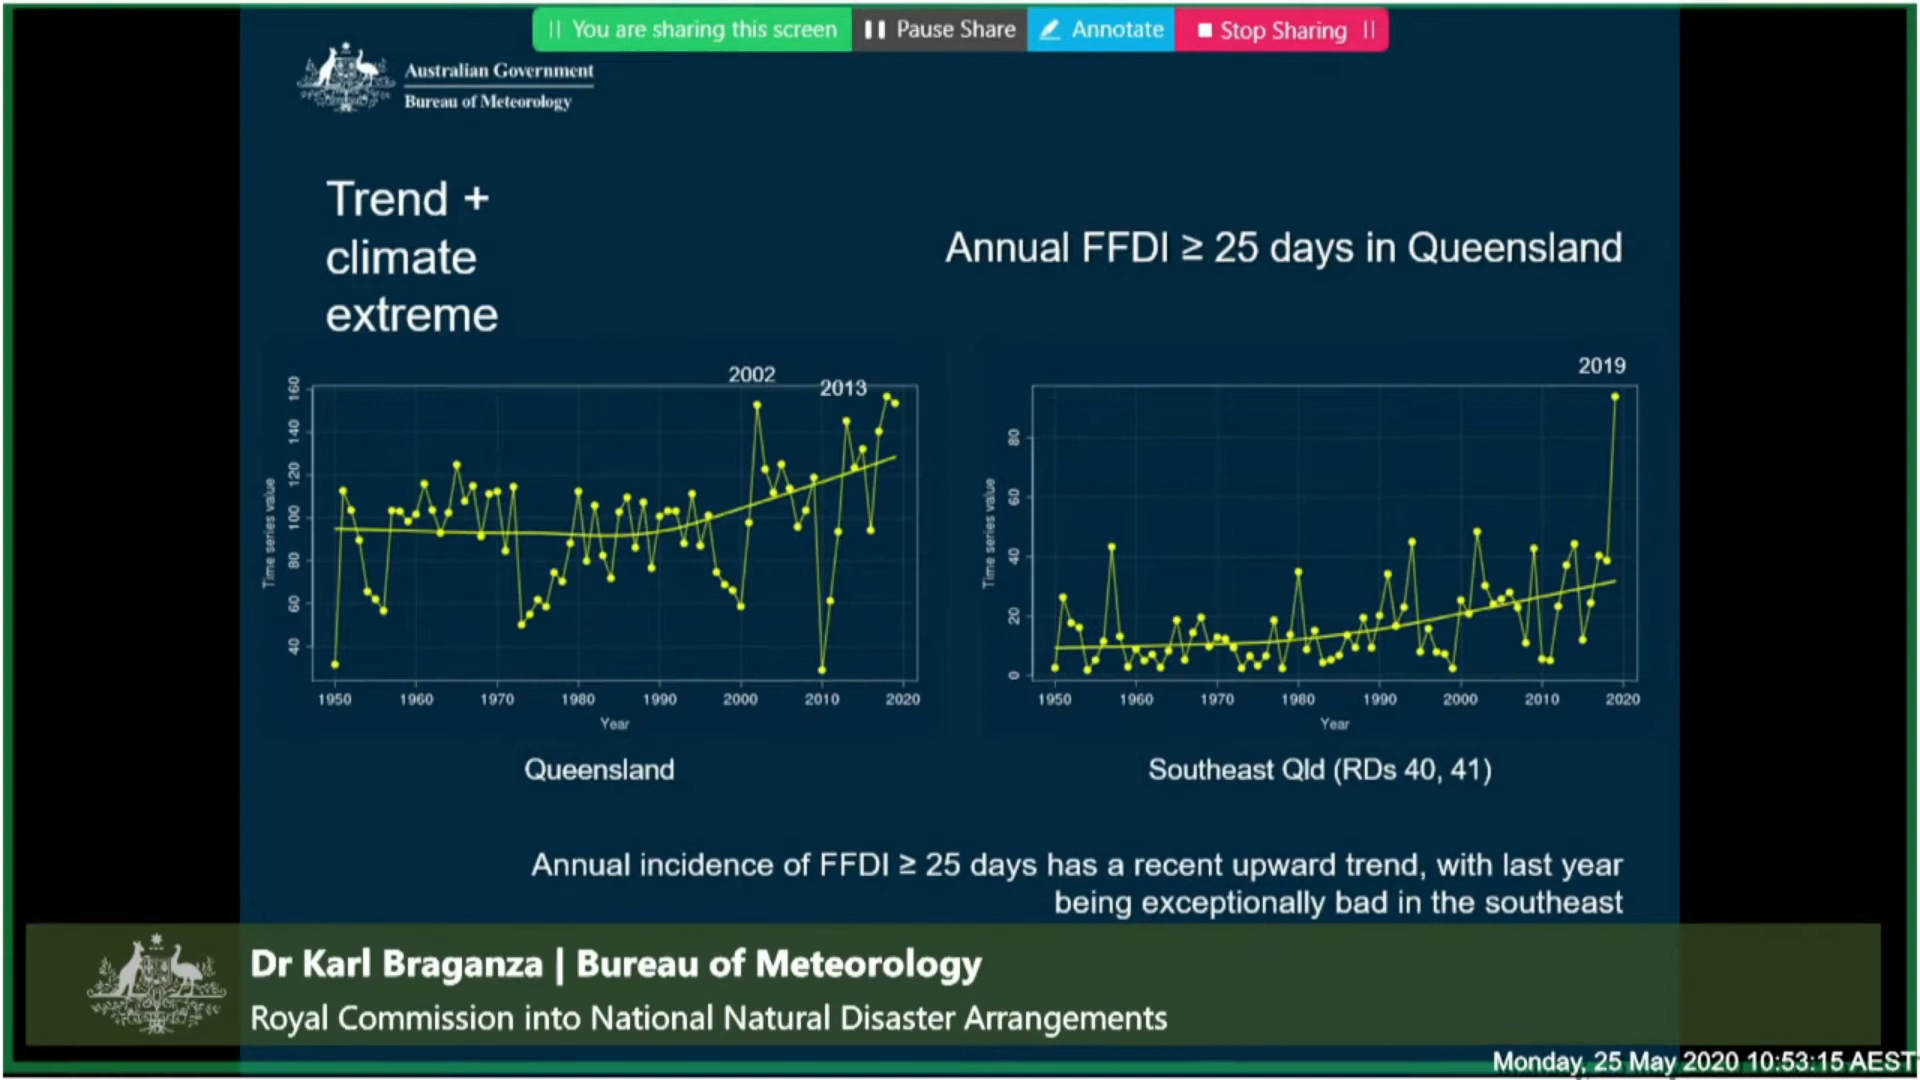 You are sharing this screen Pause Share Annotate Stop Sharing
Australian Government
Bureau of Meteorology
Trend +
climate
extreme
Annual FFDI ≥ 25 days in Queensland
2002
2013
160
140
120
100
80
60
40
Time series value
1950 1960 1970 1980 1990 2000 2010 2020
Year
Queensland
2019
80
60
40
20
0
Time series value
1950 1960 1970 1980 1990 2000 2010 2020
Year
Southeast Qld (RDs 40, 41)
Annual incidence of FFDI ≥ 25 days has a recent upward trend, with last year
being exceptionally bad in the southeast
Dr Karl Braganza | Bureau of Meteorology
Royal Commission into National Natural Disaster Arrangements
Monday, 25 May 2020 10:53:15 AEST